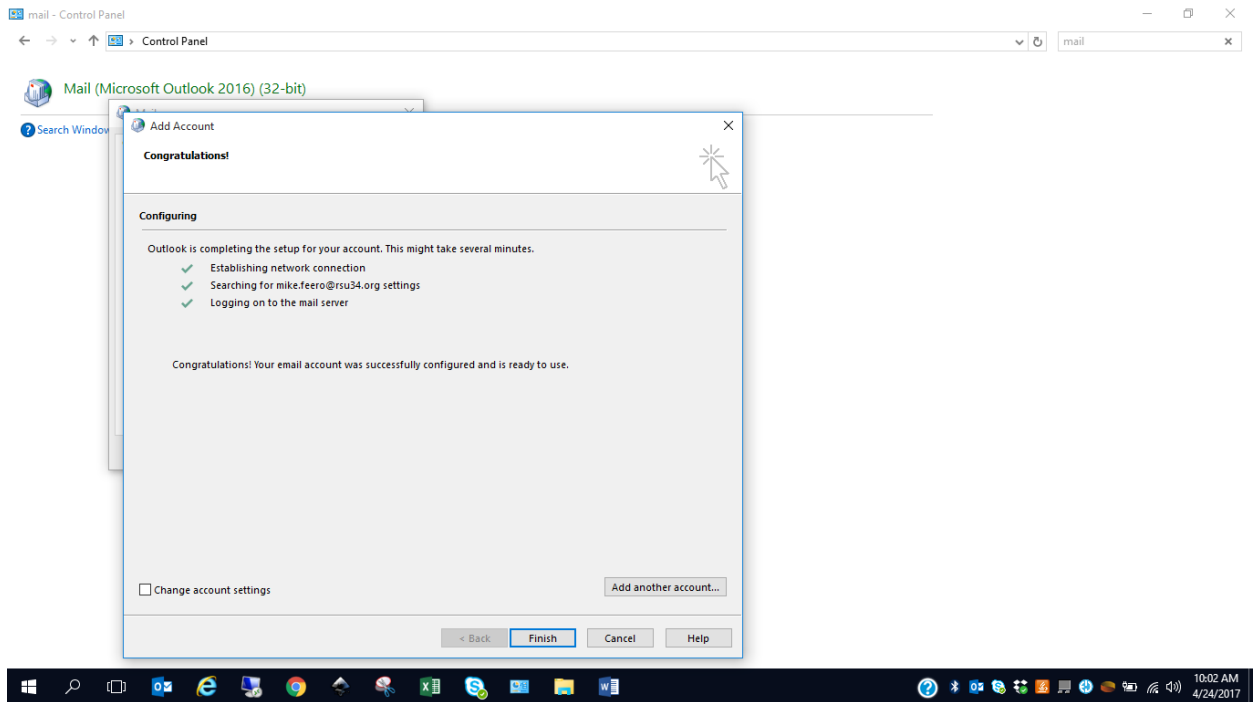 mail - Control Panel
Control Panel
mail
Mail (Microsoft Outlook 2016) (32-bit)
Search Window
Add Account
Congratulations!
Configuring
Outlook is completing the setup for your account. This might take several minutes.
Establishing network connection
Searching for mike.feero@rsu34.org settings
Logging on to the mail server
Congratulations! Your email account was successfully configured and is ready to use.
Change account settings
Add another account...
< Back
Finish
Cancel
Help
10:02 AM
4/24/2017